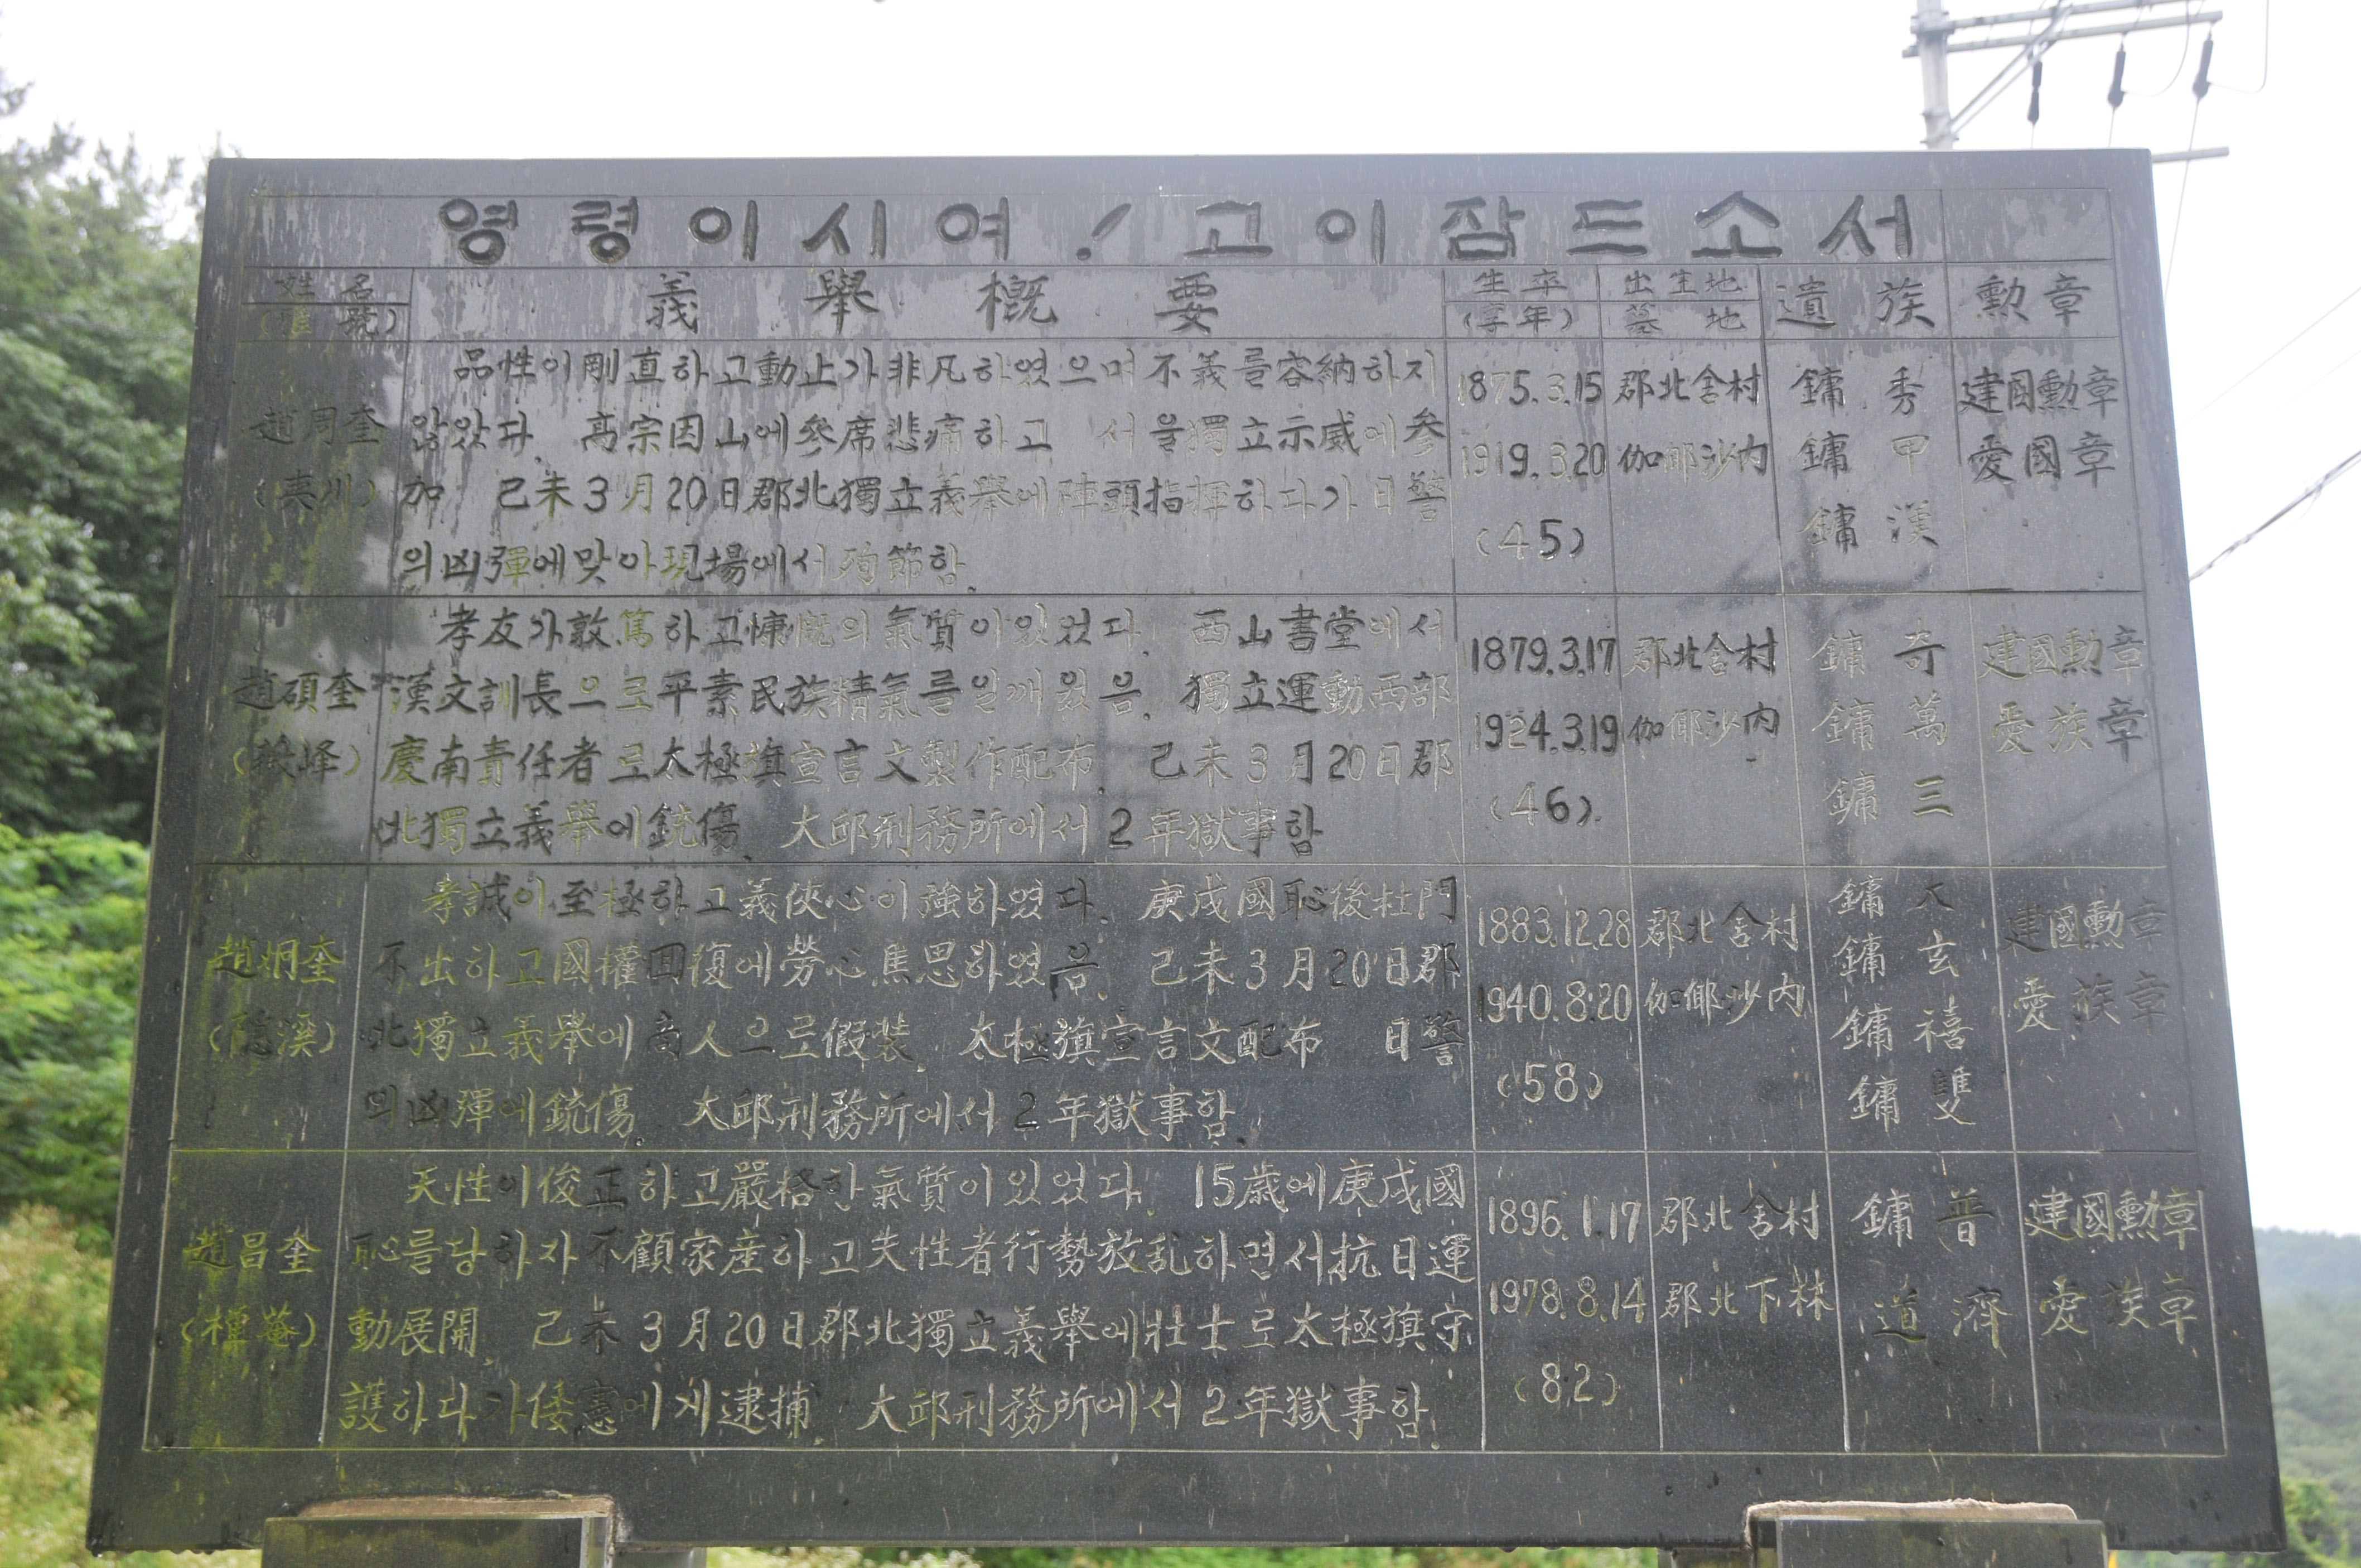 영령이시여! 고이 잠드소서
姓名 義擧槪要 生卒 出生地 遺族 勳章
(雅號) (享年) 墓地
品性이剛直하고動止가非凡하였으며 不義를容納하지
않았다. 高宗因山에參席悲痛하고 서울獨立示威에參
加 己未3月20日郡北獨立義擧에陣頭指揮하다가日警
의凶彈에맞아現場에서殉節함.
趙周奎
1875.3.15
1919.3.20
(45)
郡北舍村
伽倻沙內
鏞秀
鏞甲
鏞漢
建國勳章
愛國章
孝友가敦篤하고慷慨의氣質이있었다. 西山書堂에서
漢文訓長으로平素民族精氣를일깨웠음. 獨立運動西部
慶南責任者로太極旗宣言文製作配布. 己未3月20日郡
北獨立義擧에銃傷. 大邱刑務所에서2年獄事함
趙碩奎
1879.3.17
1924.3.19
(46)
郡北舍村
伽倻沙內
鏞奇
鏞萬
鏞三
建國勳章
愛族章
孝誠이至極하고義俠心이强하였다. 庚戌國恥後杜門
不出하고國權回復에勞心焦思하였음. 己未3月20日郡
北獨立義擧에商人으로假裝. 太極旗宣言文配布 日警
의凶彈에銃傷. 大邱刑務所에서2年獄事함.
趙炯奎
(隱溪)
1883.12.28
1940.8.20
(58)
郡北舍村
伽倻沙內
鏞大
鏞玄
鏞禧
鏞雙
建國勳章
愛族章
天性이俊正하고嚴格한氣質이있었다. 15歲에庚戌國
恥를당하자不顧家産하고失性者行勢放乱하면서抗日運
動展開. 己未3月20日郡北獨立義擧에壯士로太極旗守
護하다가倭憲에게逮捕. 大邱刑務所에서2年獄事함.
趙昌奎
1896.1.17
1978.8.14
(82)
郡北舍村
郡北下林
鏞普
道濟
建國勳章
愛族章